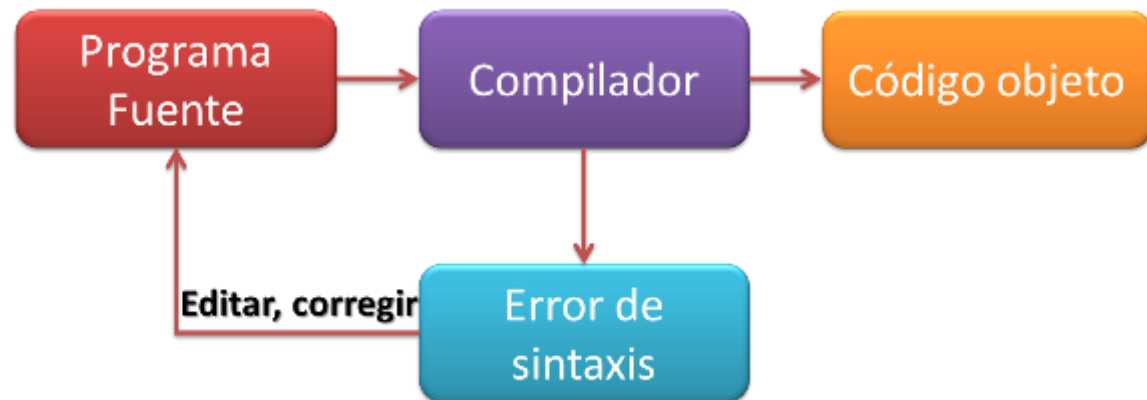 Programa
Fuente
Compilador
Código objeto
Editar, corregir
Error de
sintaxis